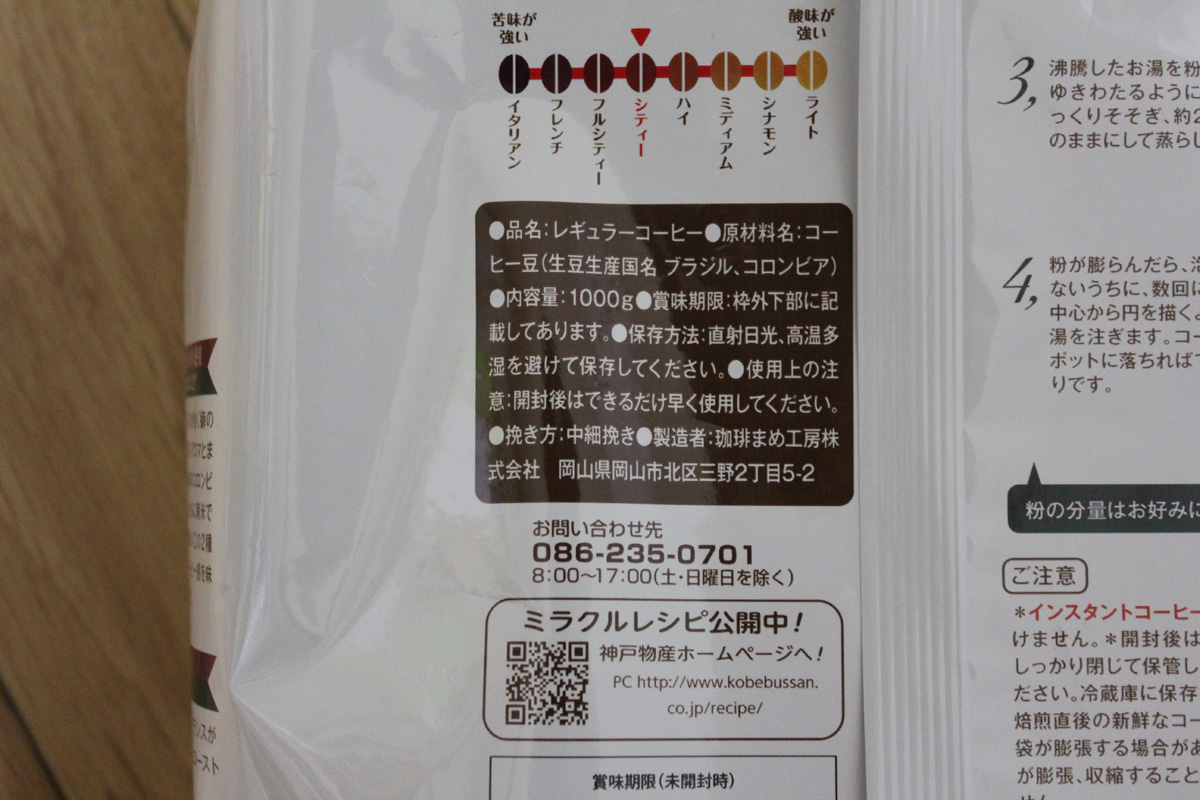 苦味が
強い
酸味が
強い
イタリアン
フレンチ
フルシティー
シティー
ハイ
ミディアム
シナモン
ライト
●品名:レギュラーコーヒー●原材料名:コー
ヒー豆(生豆生産国名 ブラジル、コロンビア)
●内容量:1000g●賞味期限:枠外下部に記
載してあります。●保存方法:直射日光、高温多
湿を避けて保存してください。●使用上の注
意:開封後はできるだけ早く使用してください。
●挽き方:中細挽き●製造者:珈琲まめ工房株
式会社 岡山県岡山市北区三野2丁目5-2
お問い合わせ先
086-235-0701
8:00～17:00(土・日曜日を除く)
ミラクルレシピ公開中!
神戸物産ホームページへ!
PC http://www.kobebussan.
co.jp/recipe/
賞味期限(未開封時)
3,
沸騰したお湯を粉
ゆきわたるように
っくりそそぎ、約2
のままにして蒸らし
4,
粉が膨らんだら、泡
ないうちに、数回に
中心から円を描くよ
湯を注ぎます。コー
ポットに落ちれば
りです。
粉の分量はお好みに
ご注意
*インスタントコーヒー
けません。*開封後は
しっかり閉じて保管し
ださい。冷蔵庫に保存
焙煎直後の新鮮なコー
袋が膨張する場合があ
が膨張、収縮すること
せん